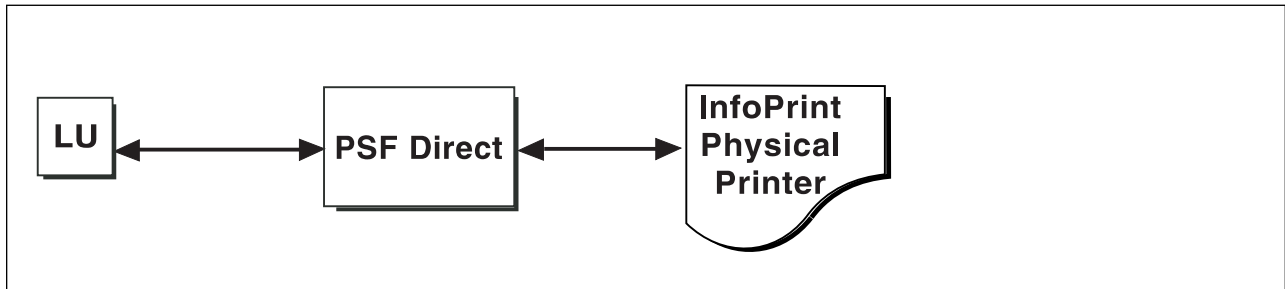 LU
PSF Direct
InfoPrint
Physical
Printer